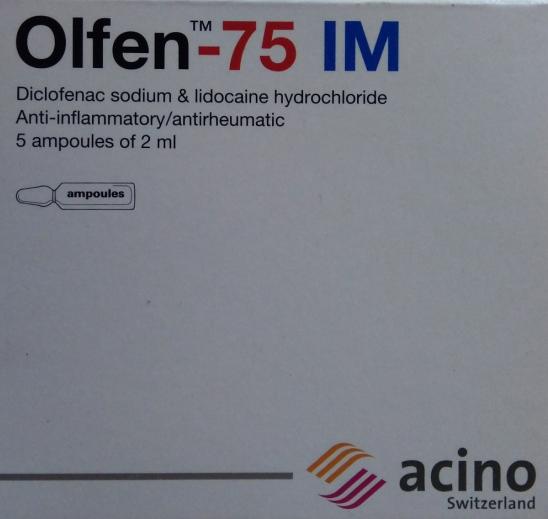 Olfen™-75 IM
Diclofenac sodium & lidocaine hydrochloride
Anti-inflammatory/antirheumatic
5 ampoules of 2 ml
ampoules
acino
Switzerland